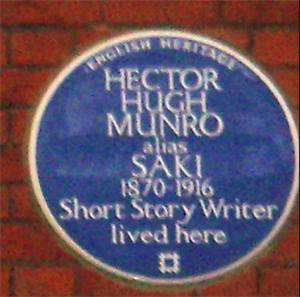 ENGLISH HERITAGE
HECTOR
HUGH
MUNRO
alias
SAKI
1870-1916
Short Story Writer
lived here